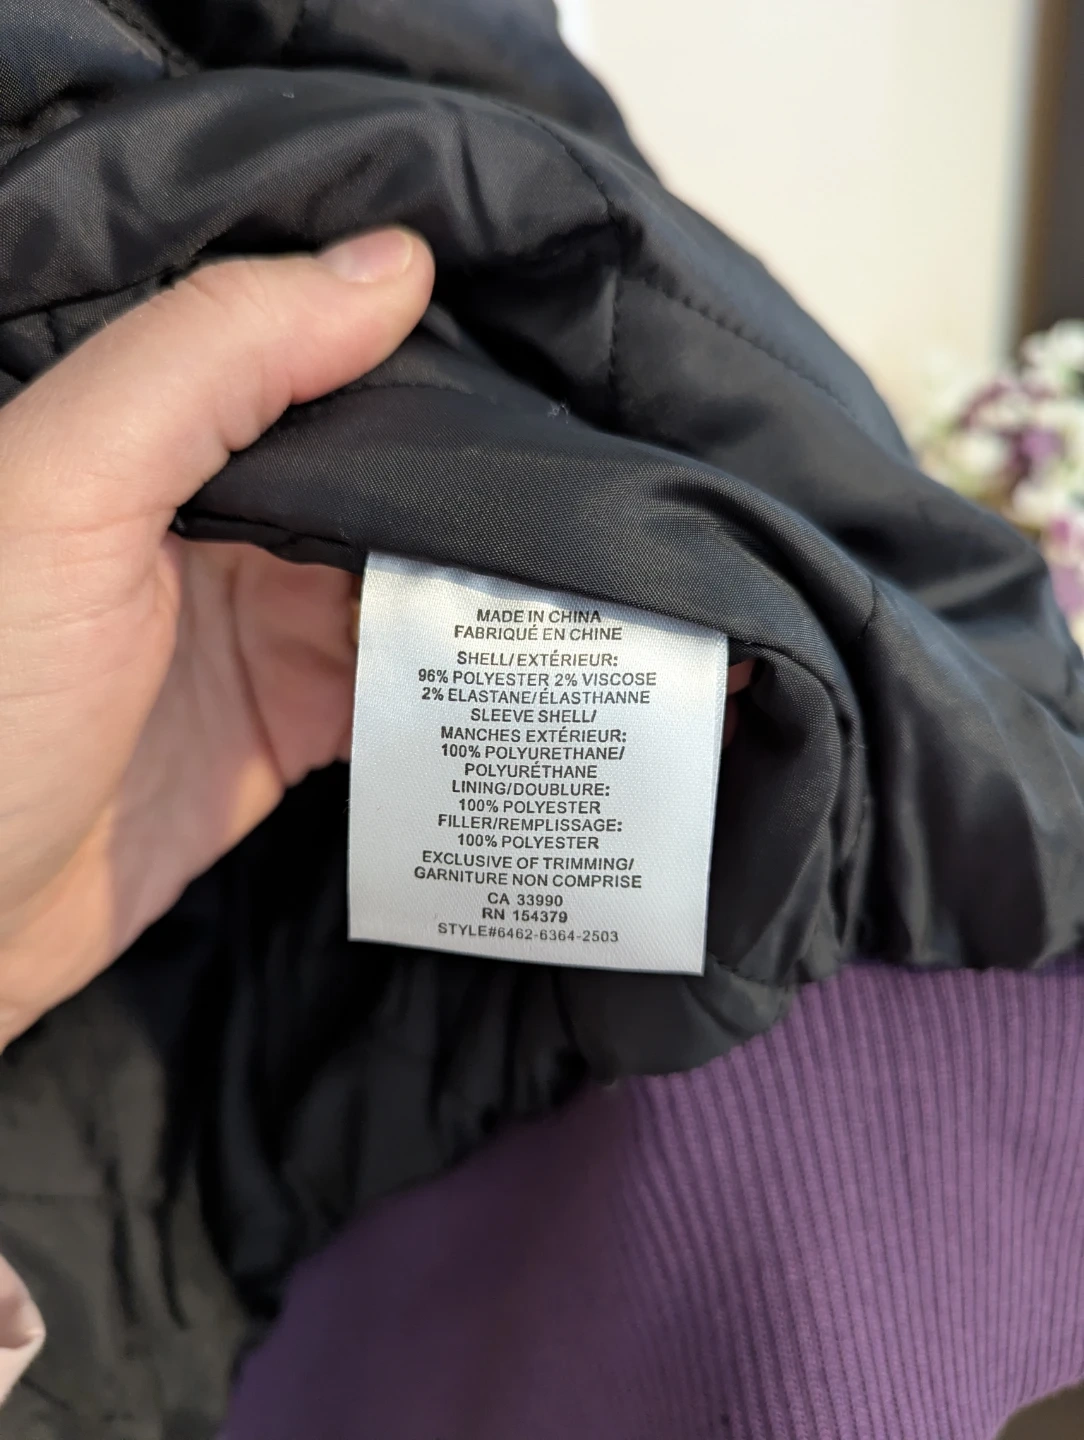 MADE IN CHINA
FABRIQUÉ EN CHINE
SHELL/EXTÉRIEUR:
96% POLYESTER 2% VISCOSE
2% ELASTANE/ÉLASTHANNE
SLEEVE SHELL/
MANCHES EXTÉRIEUR:
100% POLYURETHANE/
POLYURÉTHANE
LINING/DOUBLURE:
100% POLYESTER
FILLER/REMPLISSAGE:
100% POLYESTER
EXCLUSIVE OF TRIMMING/
GARNITURE NON COMPRISE
CA 33990
RN 154379
STYLE#6462-6364-2503